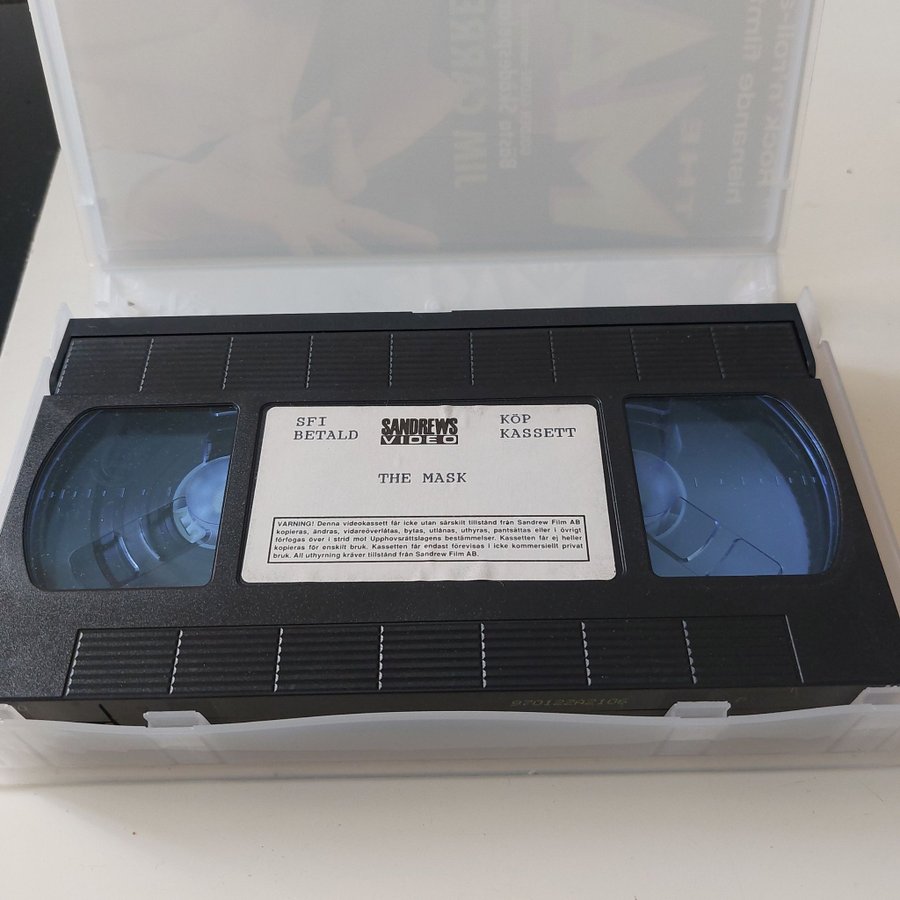 JIM CARRE
THE
SFI
BETALD
SANDREWS
VIDEO
KÖP
KASSETT
THE MASK
VARNING! Denna videokassett får icke utan särskilt tillstånd från Sandrew Film AB
kopieras, ändras, vidareöverlåtas, bytas, utlånas, uthyras, pantsättas eller i övrigt
förfogas över i strid mot Upphovsrättslagens bestämmelser. Kassetten får ej heller
kopieras för enskilt bruk. Kassetten får endast förevisas i icke kommersiellt privat
bruk. All uthyrning kräver tillstånd från Sandrew Film AB.